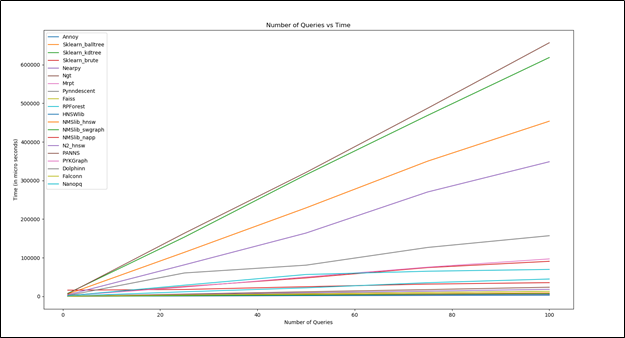 Number of Queries vs Time
Annoy
Sklearn_balltree
Sklearn_kdtree
Sklearn_brute
Nearpy
Ngt
Mrpt
Pynndescent
Faiss
RPForest
HNSWlib
NMSlib_hnsw
NMSlib_swgraph
NMSlib_napp
N2_hnsw
PANNS
PYKGraph
Dolphinn
Falconn
Nanopq
600000
500000
400000
300000
200000
100000
0
Time (in micro seconds)
0 20 40 60 80 100
Number of Queries